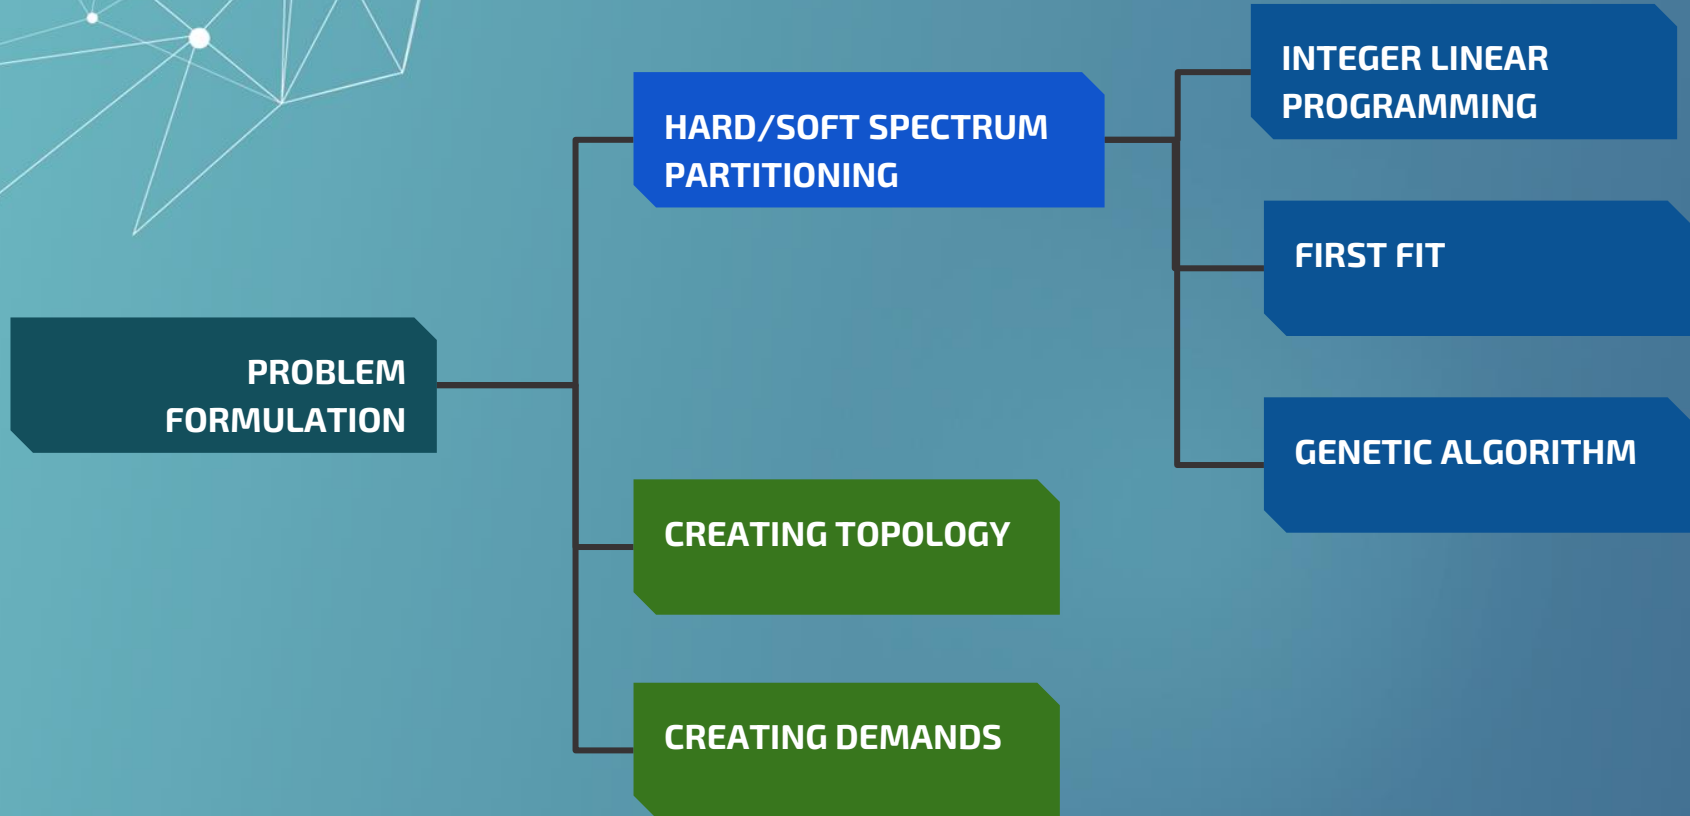 INTEGER LINEAR
PROGRAMMING
HARD/SOFT SPECTRUM
PARTITIONING
FIRST FIT
PROBLEM
FORMULATION
GENETIC ALGORITHM
CREATING TOPOLOGY
CREATING DEMANDS